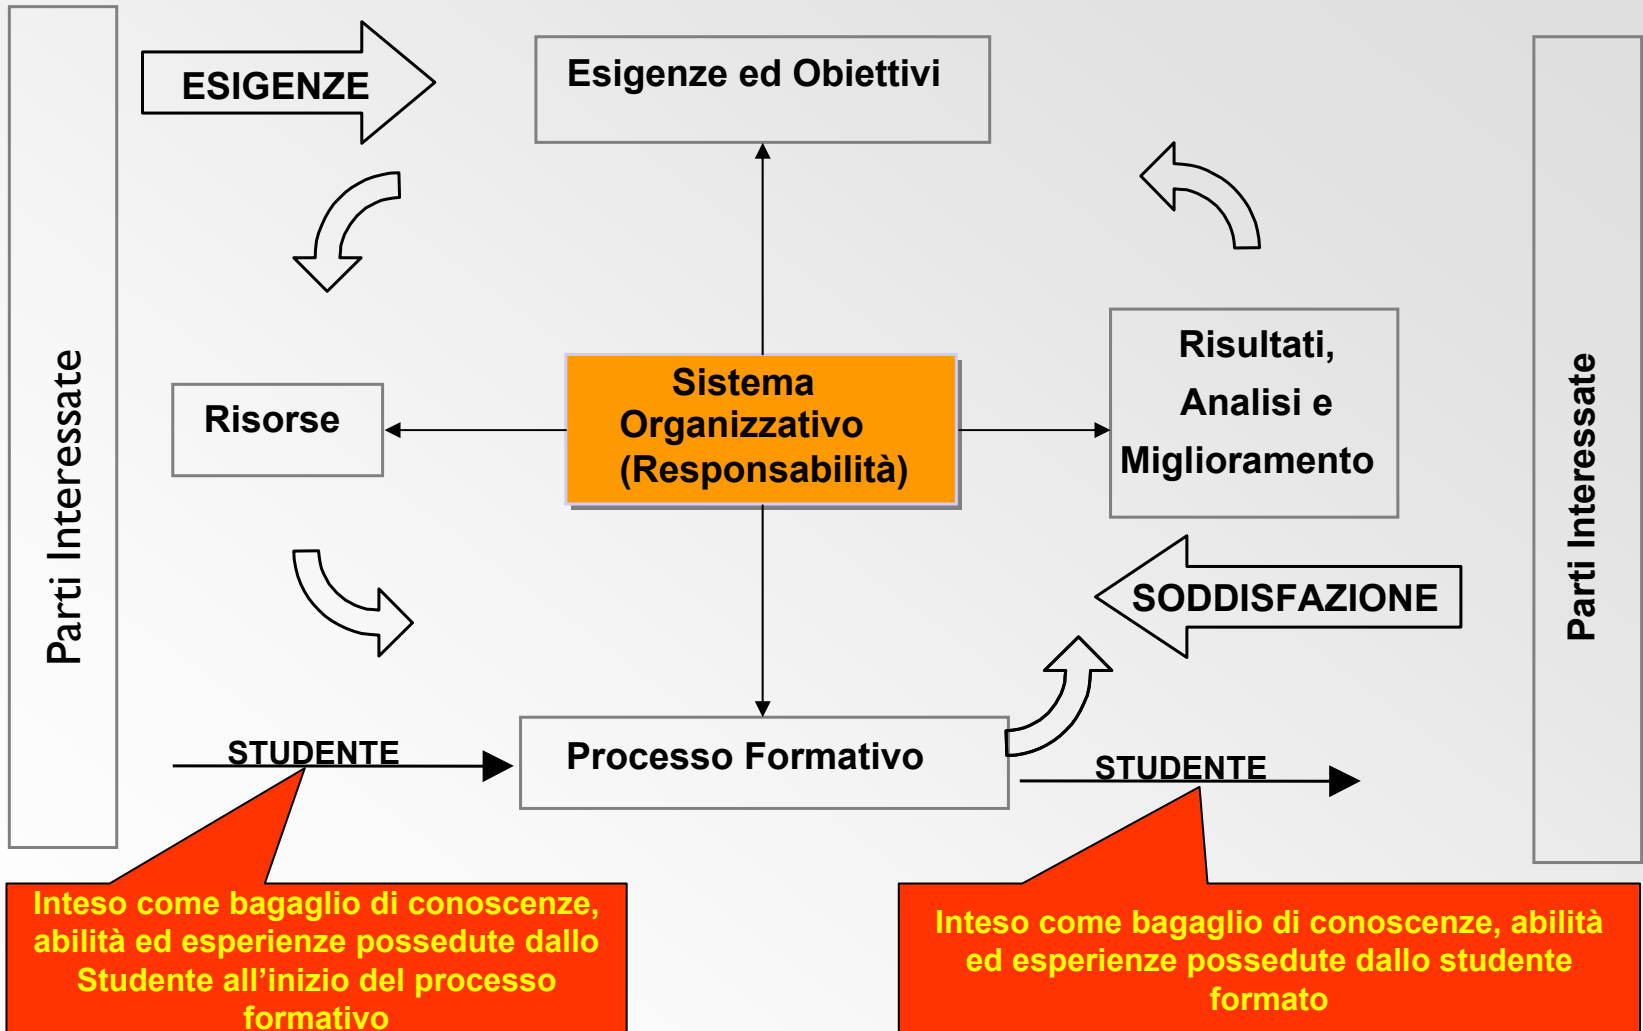 Parti Interessate
ESIGENZE
Esigenze ed Obiettivi
Risorse
Sistema
Organizzativo
(Responsabilità)
Risultati,
Analisi e
Miglioramento
Parti Interessate
SODDISFAZIONE
STUDENTE
Processo Formativo
STUDENTE
Inteso come bagaglio di conoscenze,
abilità ed esperienze possedute dallo
Studente all’inizio del processo
formativo
Inteso come bagaglio di conoscenze, abilità
ed esperienze possedute dallo studente
formato